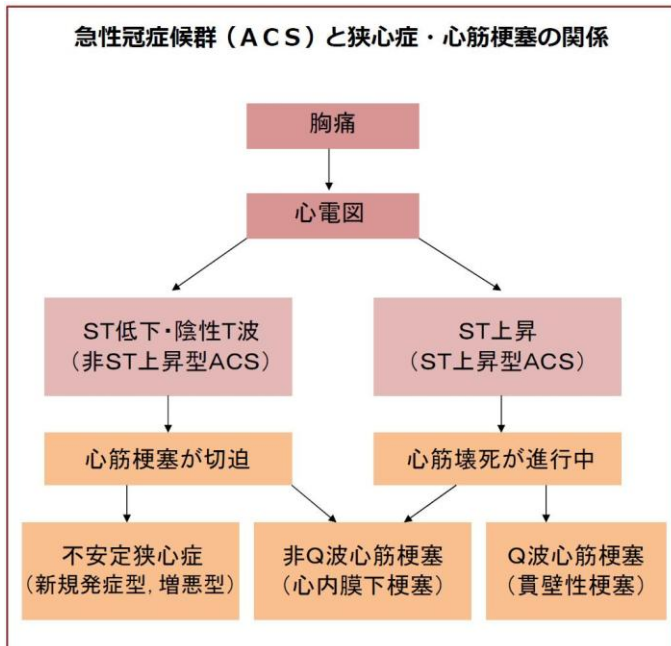 急性冠症候群（ＡＣＳ）と狭心症・心筋梗塞の関係
胸痛
心電図
ST低下・陰性T波
（非ST上昇型ACS）
ST上昇
（ST上昇型ACS）
心筋梗塞が切迫
心筋壊死が進行中
不安定狭心症
（新規発症型，増悪型）
非Q波心筋梗塞
（心内膜下梗塞）
Q波心筋梗塞
（貫壁性梗塞）